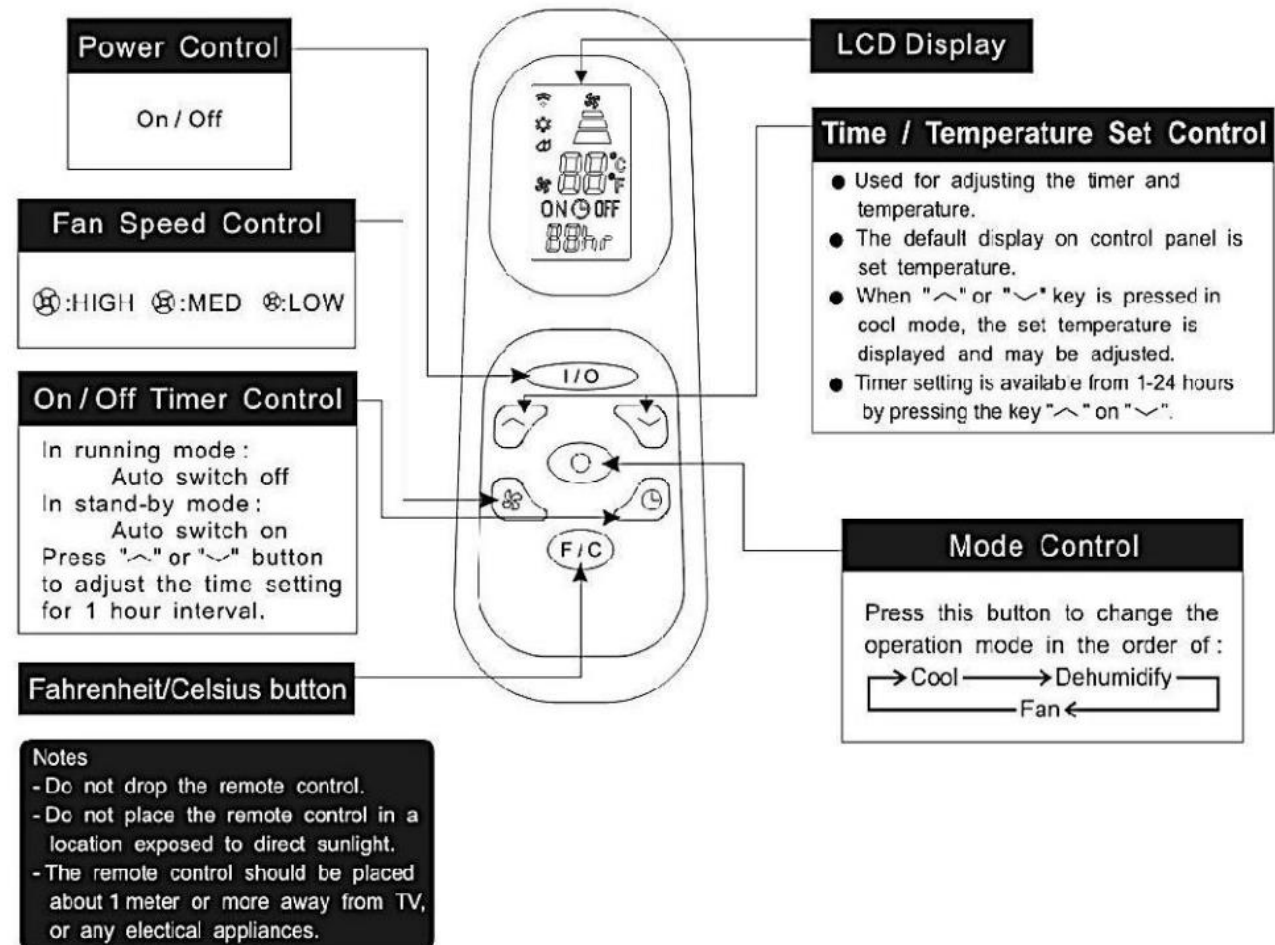 Power Control
On / Off
Fan Speed Control
:HIGH :MED :LOW
On / Off Timer Control
In running mode :
Auto switch off
In stand-by mode :
Auto switch on
Press "︿" or "﹀" button
to adjust the time setting
for 1 hour interval.
Fahrenheit/Celsius button
Notes
- Do not drop the remote control.
- Do not place the remote control in a
location exposed to direct sunlight.
- The remote control should be placed
about 1 meter or more away from TV,
or any electical appliances.
88°C
°F
ON OFF
88hr
I / O
F / C
LCD Display
Time / Temperature Set Control
● Used for adjusting the timer and
temperature.
● The default display on control panel is
set temperature.
● When "︿" or "﹀" key is pressed in
cool mode, the set temperature is
displayed and may be adjusted.
● Timer setting is available from 1-24 hours
by pressing the key "︿" on "﹀".
Mode Control
Press this button to change the
operation mode in the order of :
Cool → Dehumidify
Fan